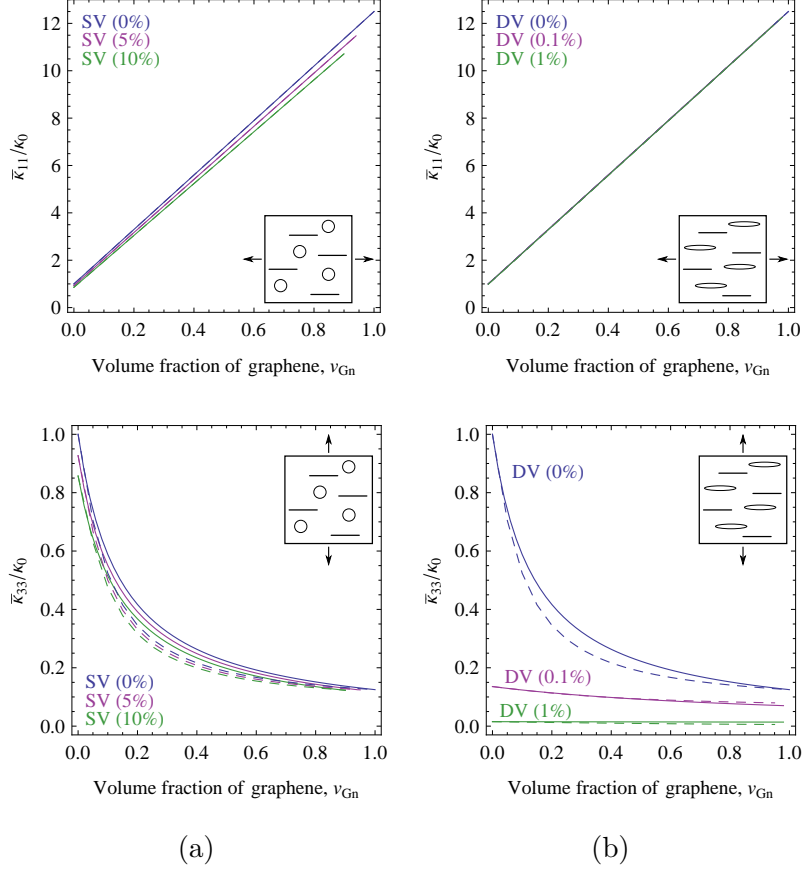 SV (0%)
SV (5%)
SV (10%)
κ̄11/κ0
12
10
8
6
4
2
0
0.0 0.2 0.4 0.6 0.8 1.0
Volume fraction of graphene, vGn
DV (0%)
DV (0.1%)
DV (1%)
κ̄11/κ0
12
10
8
6
4
2
0
0.0 0.2 0.4 0.6 0.8 1.0
Volume fraction of graphene, vGn
κ̄33/κ0
1.0
0.8
0.6
0.4
0.2
0.0
SV (0%)
SV (5%)
SV (10%)
0.0 0.2 0.4 0.6 0.8 1.0
Volume fraction of graphene, vGn
κ̄33/κ0
1.0
0.8
0.6
0.4
0.2
0.0
DV (0%)
DV (0.1%)
DV (1%)
0.0 0.2 0.4 0.6 0.8 1.0
Volume fraction of graphene, vGn
(a)
(b)